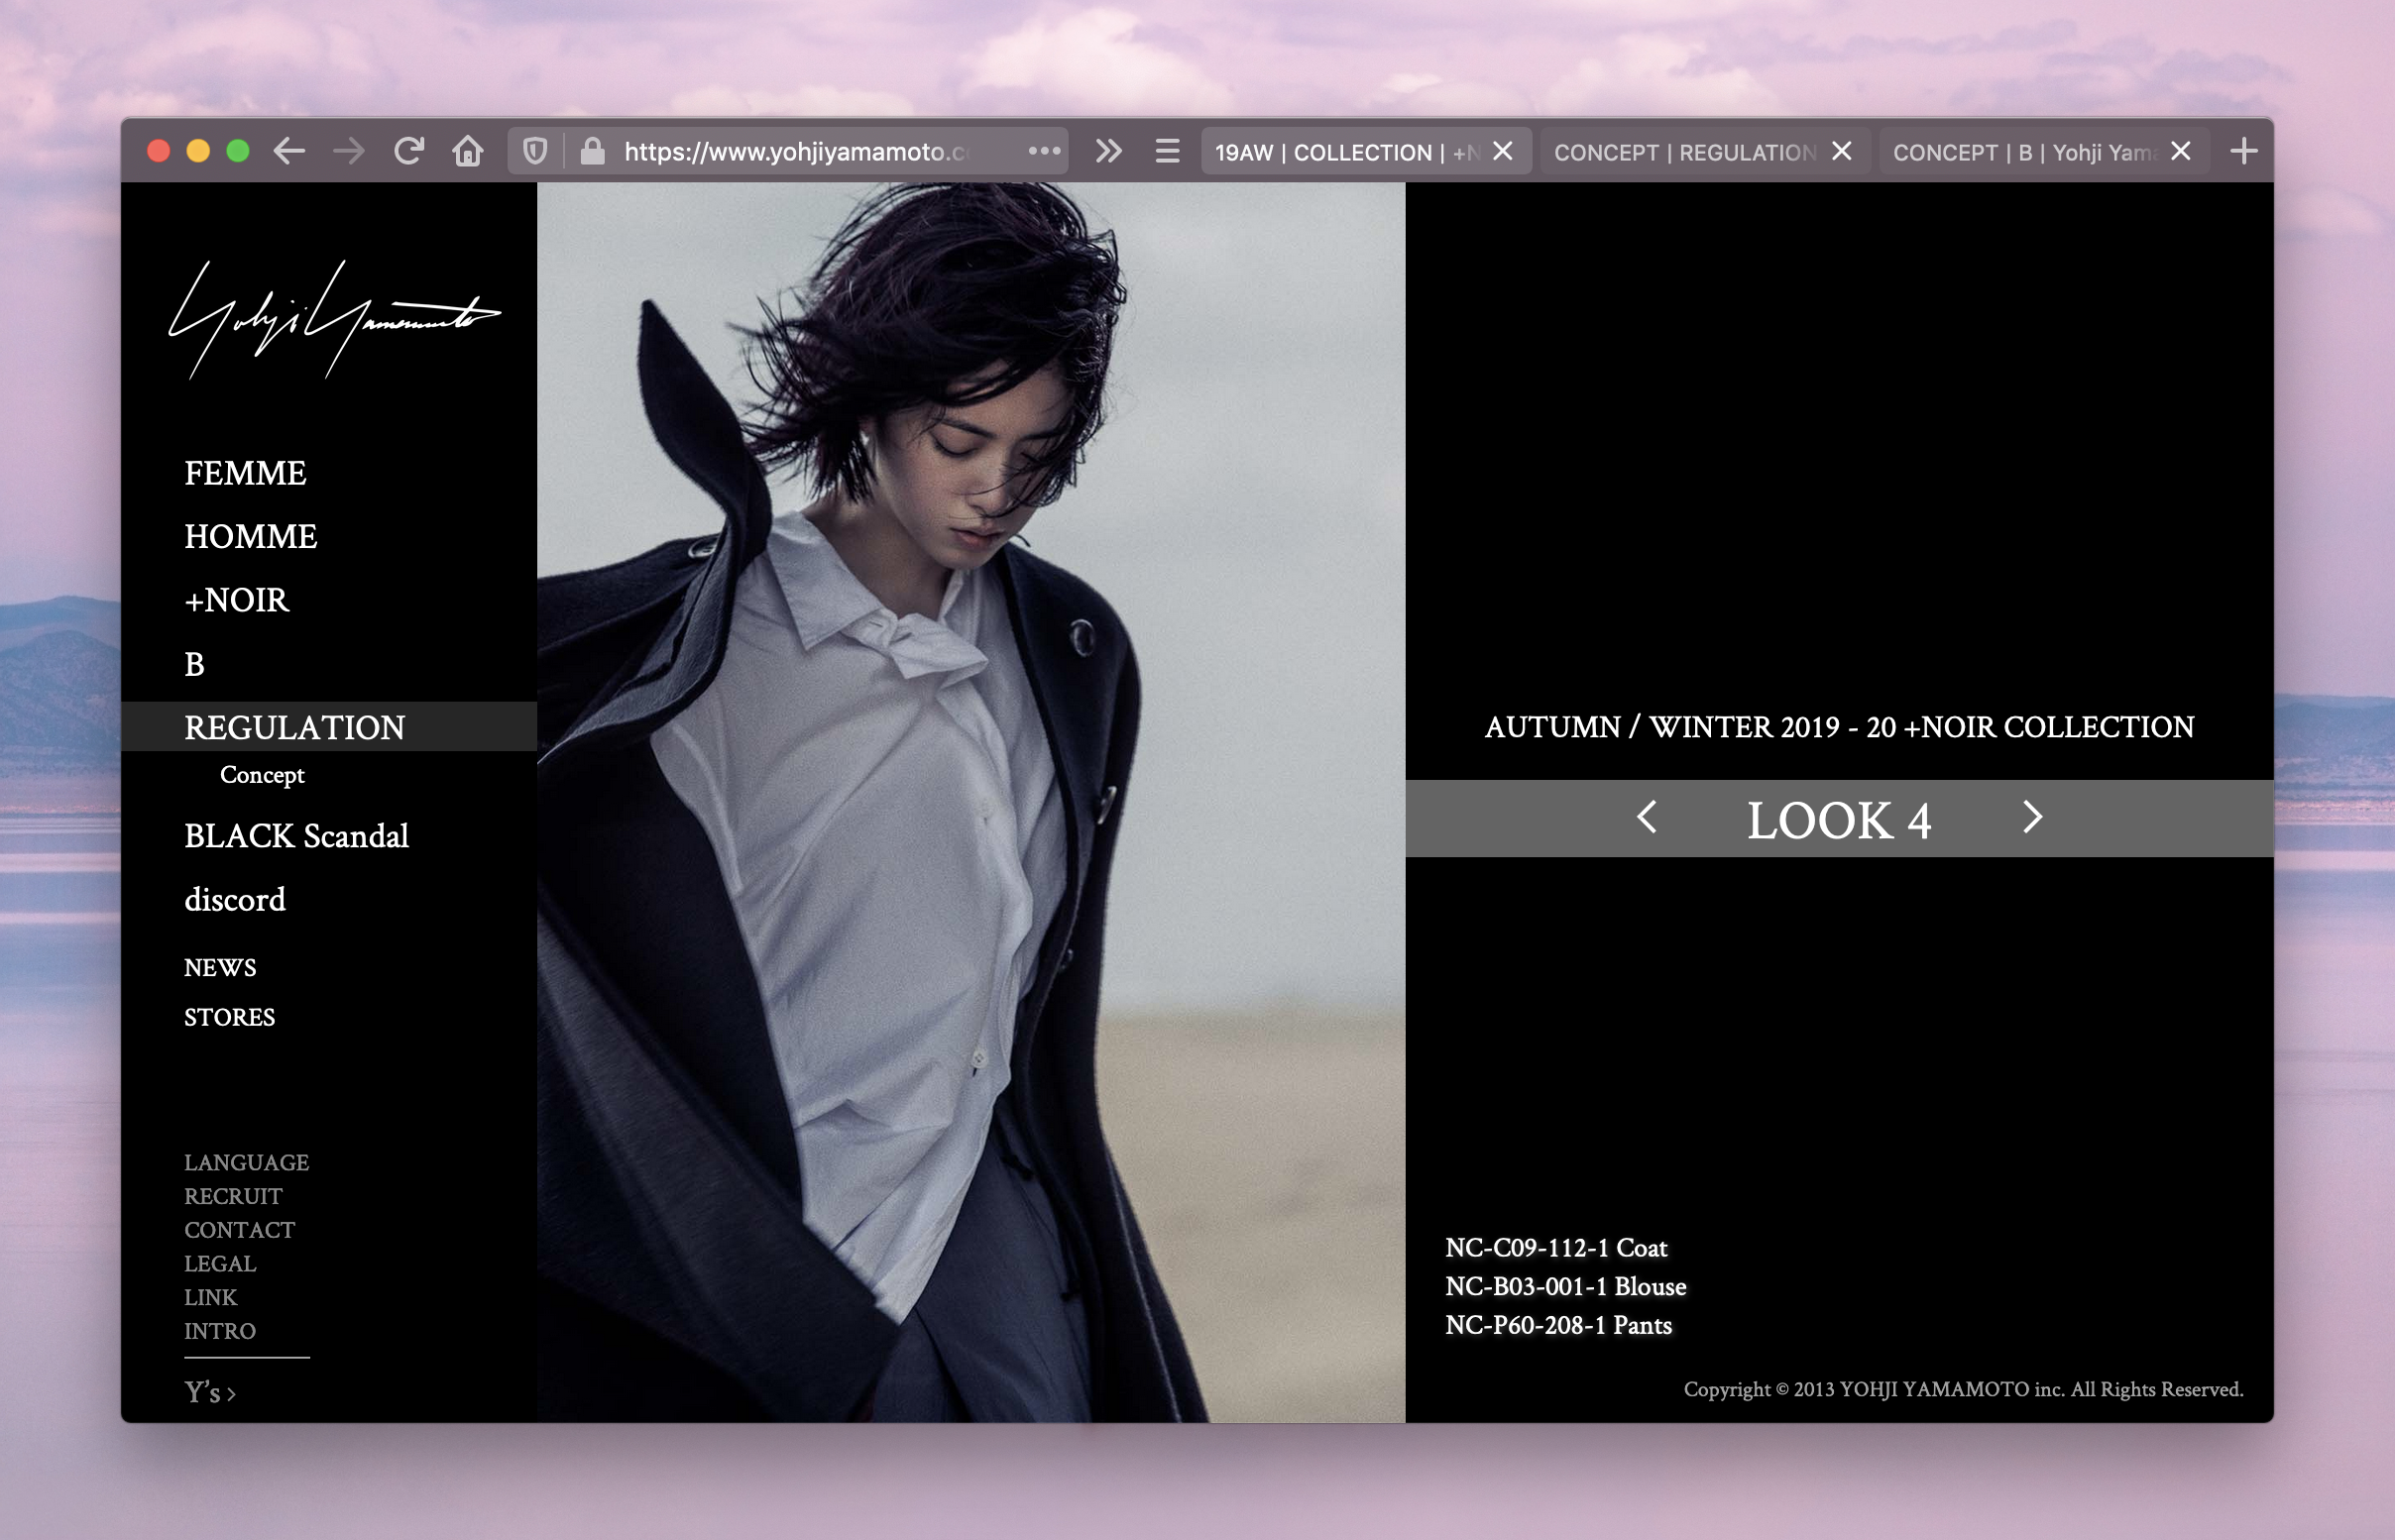 https://www.yohjiyamamoto.c
19AW | COLLECTION | +N
CONCEPT | REGULATION
CONCEPT | B | Yohji Yama
Yohji Yamamoto
FEMME
HOMME
+NOIR
B
REGULATION
Concept
BLACK Scandal
discord
NEWS
STORES
LANGUAGE
RECRUIT
CONTACT
LEGAL
LINK
INTRO
Y's >
AUTUMN / WINTER 2019 - 20 +NOIR COLLECTION
LOOK 4
NC-C09-112-1 Coat
NC-B03-001-1 Blouse
NC-P60-208-1 Pants
Copyright © 2013 YOHJI YAMAMOTO inc. All Rights Reserved.